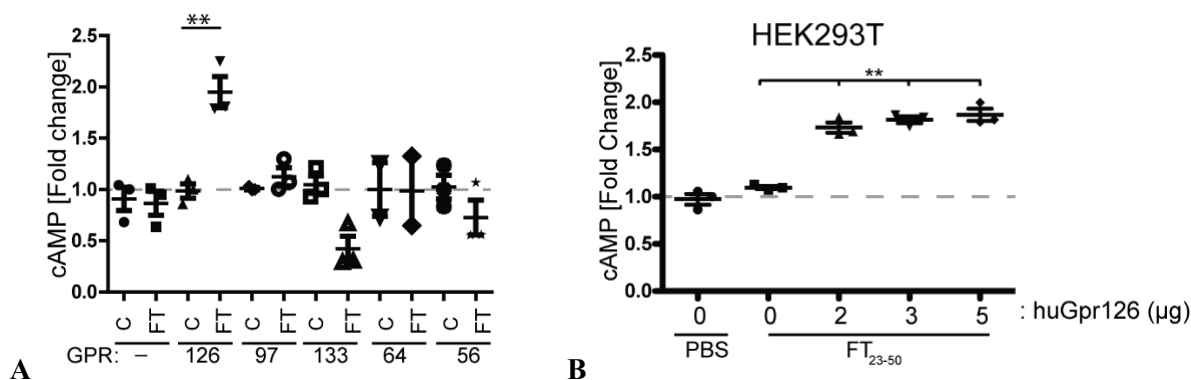 cAMP [Fold change]
2.5
2.0
1.5
1.0
0.5
0.0
**
C FT C FT C FT C FT C FT C FT
GPR: – 126 97 133 64 56
A
HEK293T
cAMP [Fold Change]
2.5
2.0
1.5
1.0
0.5
0.0
**
0 0 2 3 5 : huGpr126 (µg)
PBS FT23-50
B